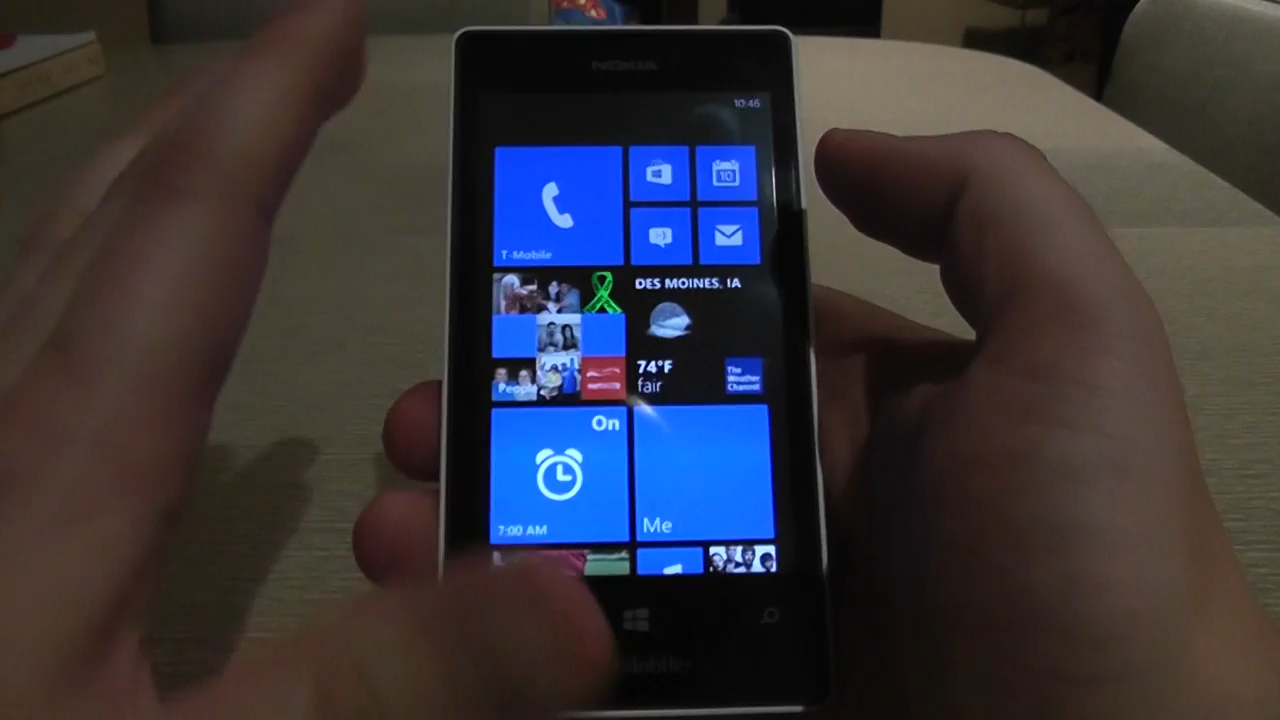 NOKIA
10:46
10
:-)
T-Mobile
DES MOINES, IA
74°F
fair
The
Weather
Channel
People
On
7:00 AM
Me
Mobile